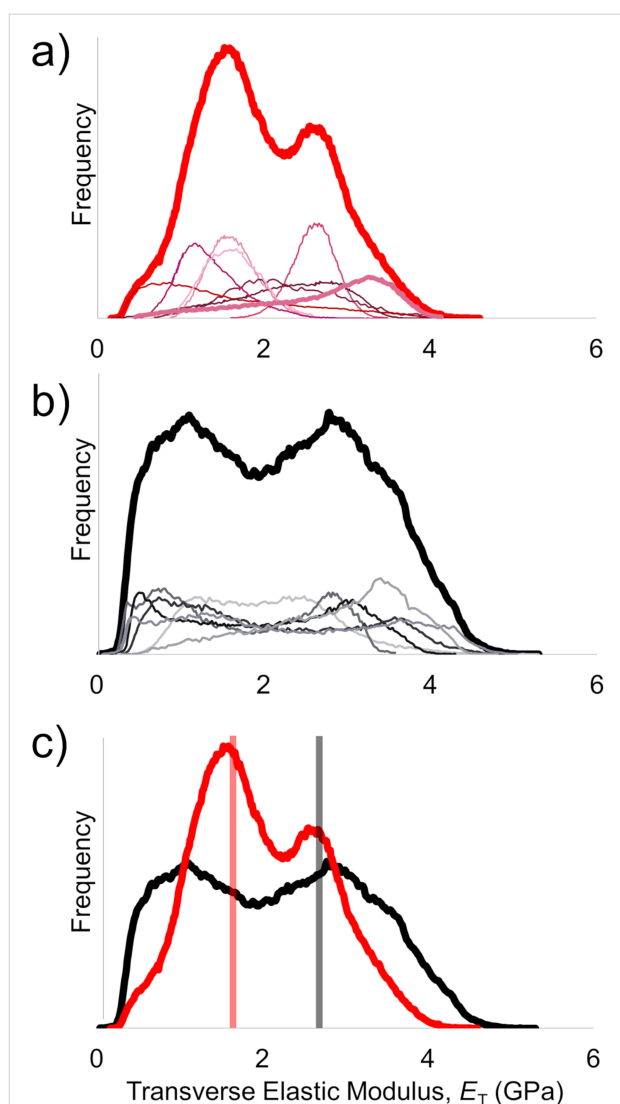 a)
Frequency
0 2 4 6
b)
Frequency
0 2 4 6
c)
Frequency
0 2 4 6
Transverse Elastic Modulus, E_T (GPa)